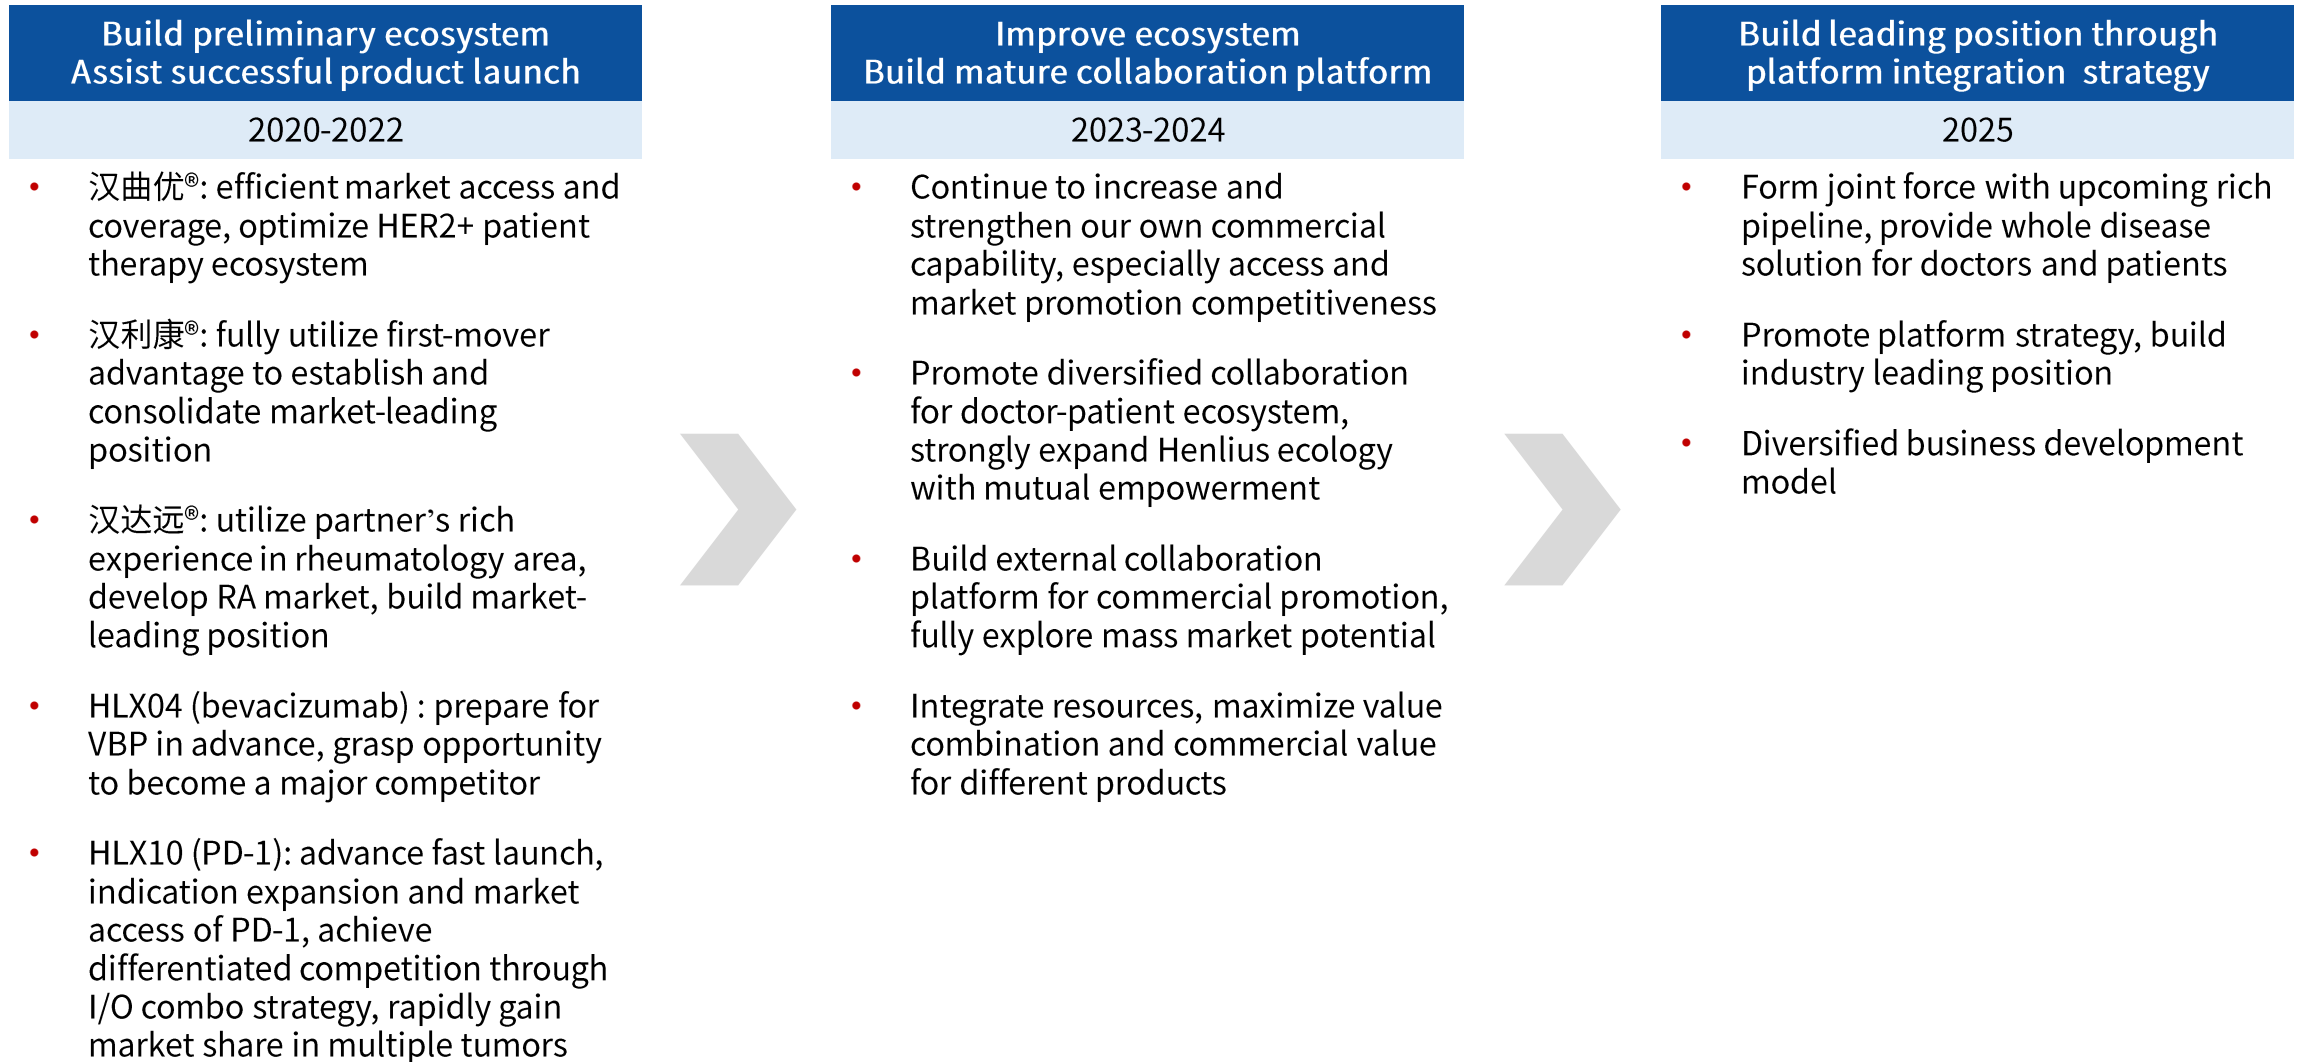 Build preliminary ecosystem
Assist successful product launch
2020-2022
• 汉曲优®: efficient market access and
coverage, optimize HER2+ patient
therapy ecosystem
• 汉利康®: fully utilize first-mover
advantage to establish and
consolidate market-leading
position
• 汉达远®: utilize partner’s rich
experience in rheumatology area,
develop RA market, build market-
leading position
• HLX04 (bevacizumab) : prepare for
VBP in advance, grasp opportunity
to become a major competitor
• HLX10 (PD-1): advance fast launch,
indication expansion and market
access of PD-1, achieve
differentiated competition through
I/O combo strategy, rapidly gain
market share in multiple tumors
Improve ecosystem
Build mature collaboration platform
2023-2024
• Continue to increase and
strengthen our own commercial
capability, especially access and
market promotion competitiveness
• Promote diversified collaboration
for doctor-patient ecosystem,
strongly expand Henlius ecology
with mutual empowerment
• Build external collaboration
platform for commercial promotion,
fully explore mass market potential
• Integrate resources, maximize value
combination and commercial value
for different products
Build leading position through
platform integration strategy
2025
• Form joint force with upcoming rich
pipeline, provide whole disease
solution for doctors and patients
• Promote platform strategy, build
industry leading position
• Diversified business development
model